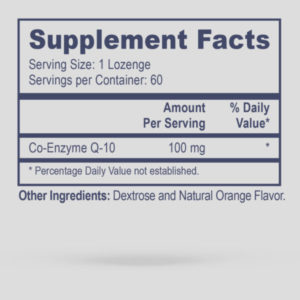 Supplement Facts
Serving Size: 1 Lozenge
Servings per Container: 60
Amount % Daily
Per Serving Value*
Co-Enzyme Q-10 100 mg *
* Percentage Daily Value not established.
Other Ingredients: Dextrose and Natural Orange Flavor.